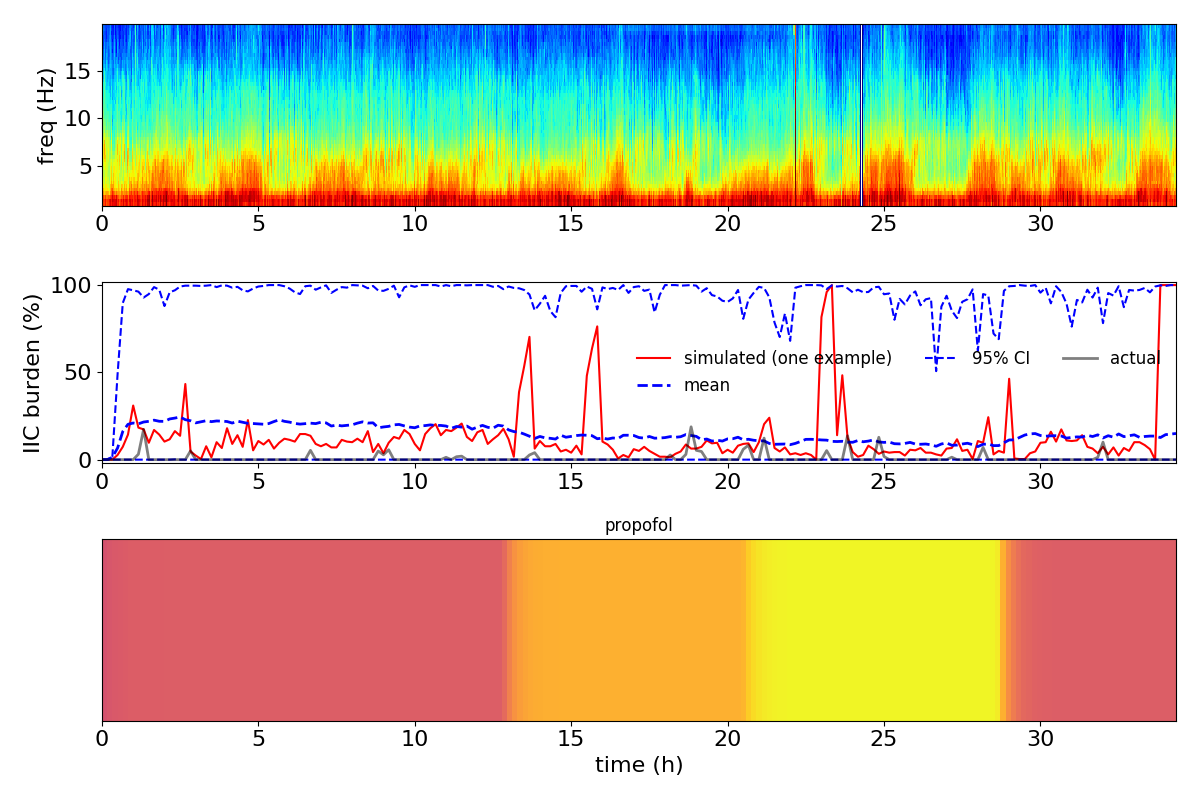 freq (Hz)
15
10
5
0 5 10 15 20 25 30
IIC burden (%)
100
50
0
simulated (one example) 95% CI actual
mean
0 5 10 15 20 25 30
propofol
0 5 10 15 20 25 30
time (h)